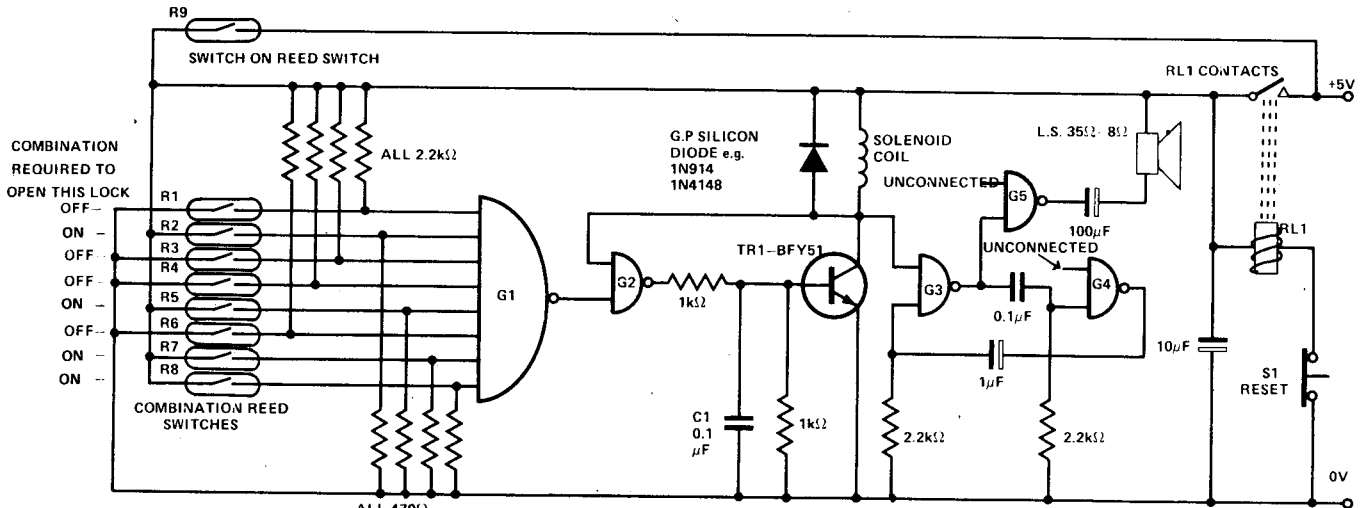 R9
SWITCH ON REED SWITCH
RL1 CONTACTS
+5V
COMBINATION
REQUIRED TO
OPEN THIS LOCK
ALL 2.2kΩ
G.P SILICON
DIODE e.g.
1N914
1N4148
SOLENOID
COIL
L.S. 35Ω - 8Ω
OFF – R1
ON – R2
OFF – R3
OFF – R4
ON – R5
OFF – R6
ON – R7
ON – R8
COMBINATION REED
SWITCHES
G1
G2
1kΩ
TR1–BFY51
UNCONNECTED
G5
100μF
UNCONNECTED
G3
0.1μF
G4
1μF
RL1
10μF
S1
RESET
C1
0.1
μF
1kΩ
2.2kΩ
2.2kΩ
0V
ALL 470Ω